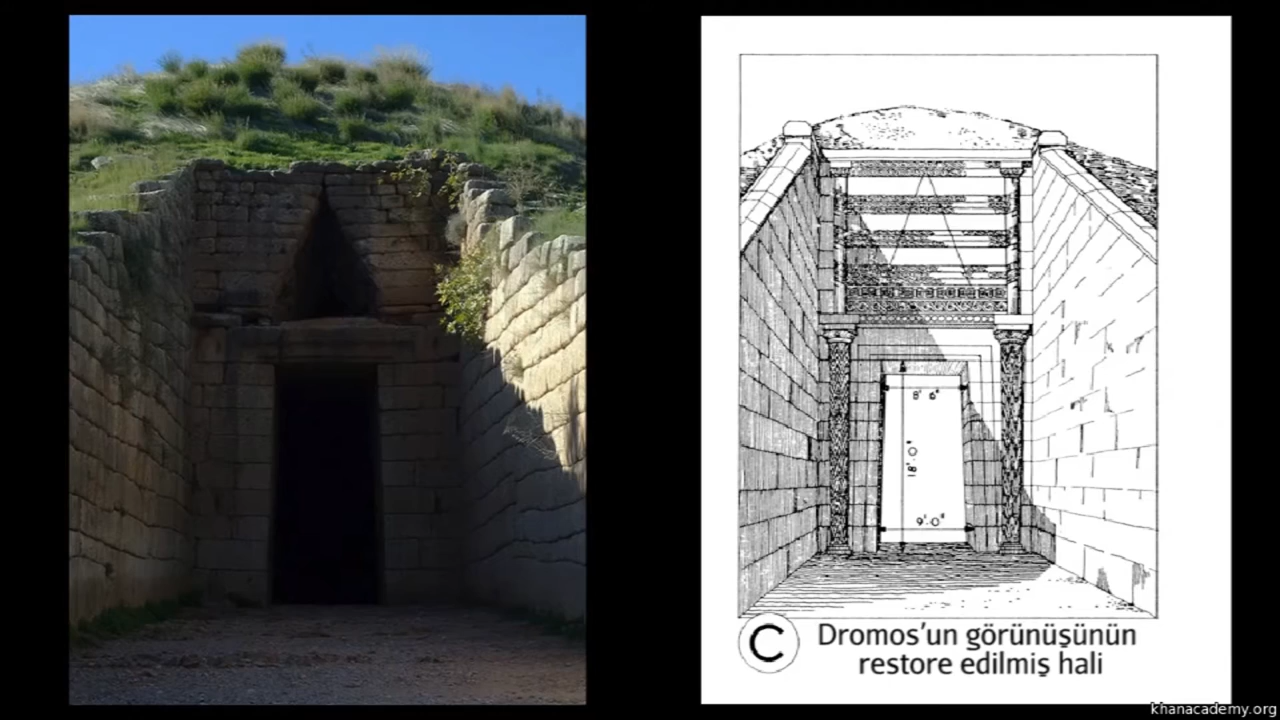 8' 6"
18'.0"
9'.0"
C
Dromos'un görünüşünün
restore edilmiş hali
khanacademy.org